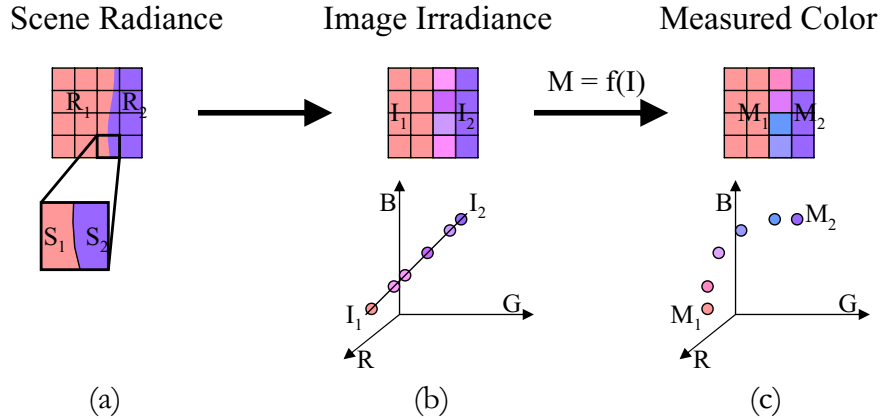 Scene Radiance
Image Irradiance
Measured Color
M = f(I)
R₁ R₂
I₁ I₂
M₁ M₂
S₁ S₂
B
I₂
I₁
G
R
B
M₂
M₁
G
R
(a)
(b)
(c)